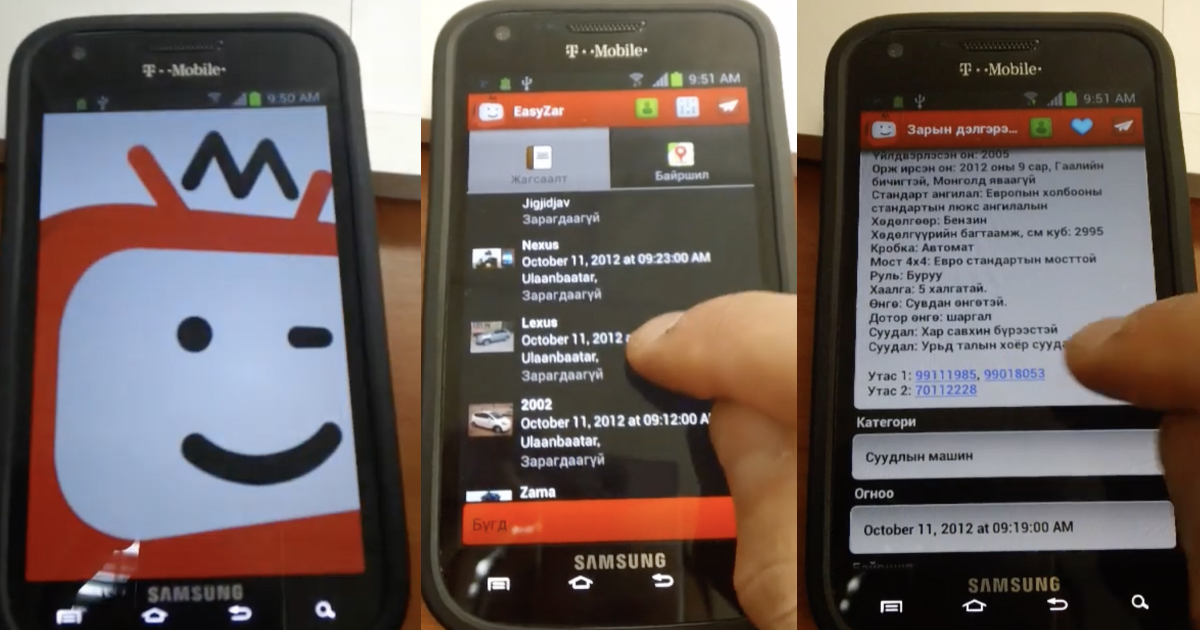 T··Mobile·
9:50 AM
SAMSUNG
T··Mobile·
9:51 AM
EasyZar
Жагсаалт
Байршил
Jigjidjav
Зарагдаагүй
Nexus
October 11, 2012 at 09:23:00 AM
Ulaanbaatar,
Зарагдаагүй
Lexus
October 11, 2012
Ulaanbaatar,
Зарагдаагүй
2002
October 11, 2012 at 09:12:00 AM
Ulaanbaatar,
Зарагдаагүй
Zama
Бүгд
SAMSUNG
T··Mobile·
9:51 AM
Зарын дэлгэрэ...
Үйлдвэрлэсэн он: 2005
Орж ирсэн он: 2012 оны 9 сар, Гаалийн
бичигтэй, Монголд яваагүй
Стандарт ангилал: Европын холбооны
стандартын люкс ангилалын
Хөдөлгөөр: Бензин
Хөдөлгүүрийн багтаамж, см куб: 2995
Кробка: Автомат
Мост 4x4: Евро стандартын мосттой
Руль: Буруу
Хаалга: 5 халгатай.
Өнгө: Сувдан өнгөтэй.
Дотор өнгө: шаргал
Суудал: Хар савхин бүрээстэй
Суудал: Урьд талын хоёр
Утас 1: 99111985, 99018053
Утас 2: 70112228
Категори
Суудлын машин
Огноо
October 11, 2012 at 09:19:00 AM
SAMSUNG